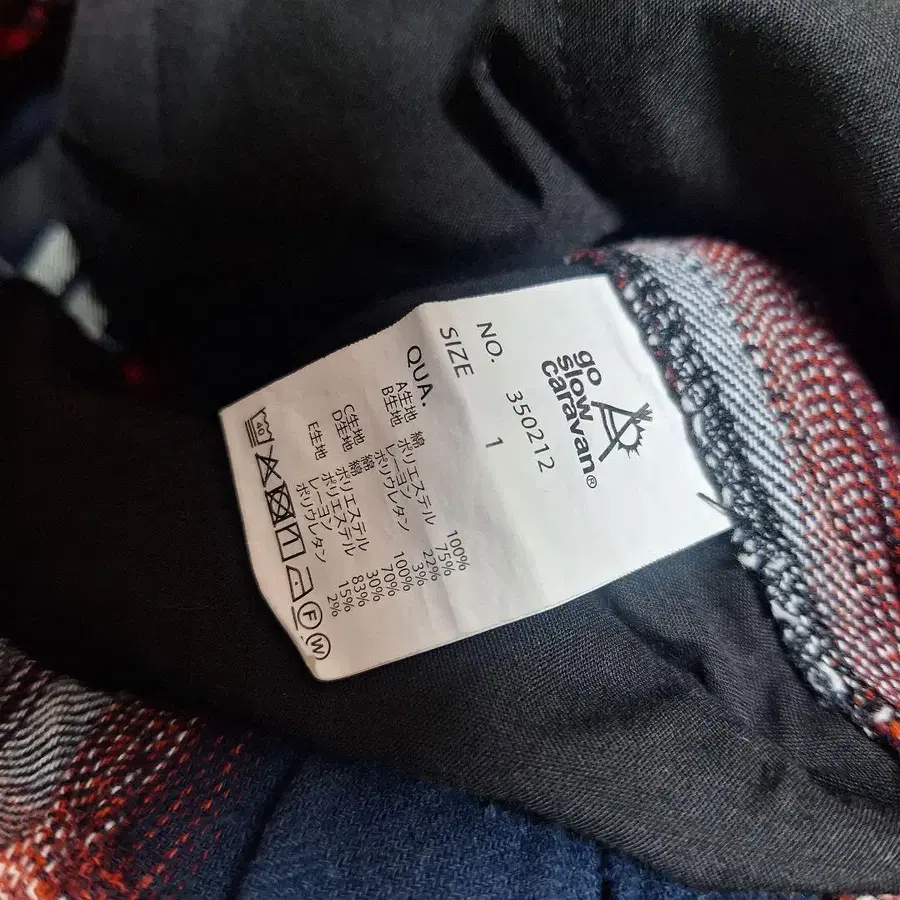 go
slow
caravan®
NO. 350212
SIZE 1
QUA.
A生地 綿 100%
B生地 ポリエステル 75%
レーヨン 22%
ポリウレタン 3%
C生地 綿 100%
D生地 綿 70%
ポリエステル 30%
E生地 ポリエステル 83%
レーヨン 15%
ポリウレタン 2%
40
F W